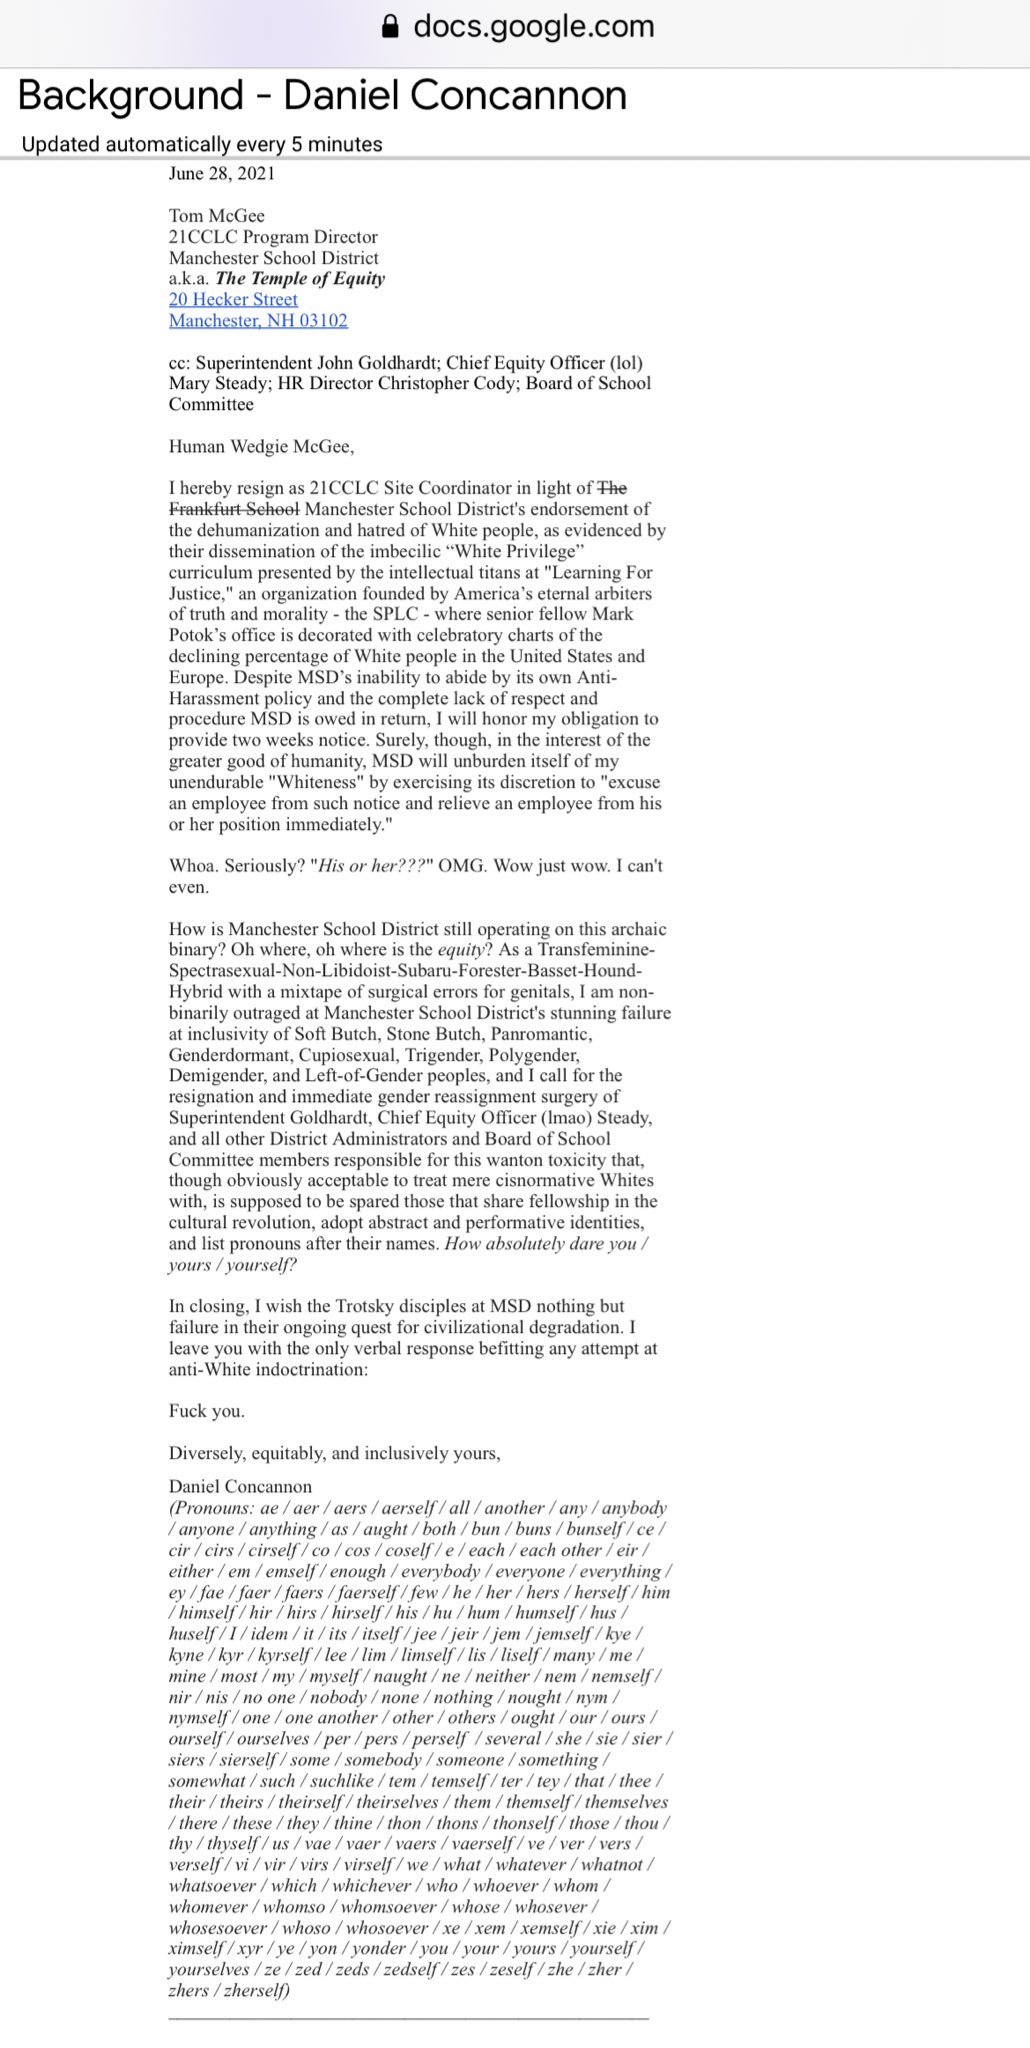 docs.google.com
Background - Daniel Concannon
Updated automatically every 5 minutes
June 28, 2021
Tom McGee
21CCLC Program Director
Manchester School District
a.k.a. The Temple of Equity
20 Hecker Street
Manchester, NH 03102
cc: Superintendent John Goldhardt; Chief Equity Officer (lol)
Mary Steady; HR Director Christopher Cody; Board of School
Committee
Human Wedgie McGee,
I hereby resign as 21CCLC Site Coordinator in light of The
Frankfurt School Manchester School District's endorsement of
the dehumanization and hatred of White people, as evidenced by
their dissemination of the imbecilic “White Privilege”
curriculum presented by the intellectual titans at "Learning For
Justice," an organization founded by America’s eternal arbiters
of truth and morality - the SPLC - where senior fellow Mark
Potok’s office is decorated with celebratory charts of the
declining percentage of White people in the United States and
Europe. Despite MSD’s inability to abide by its own Anti-
Harassment policy and the complete lack of respect and
procedure MSD is owed in return, I will honor my obligation to
provide two weeks notice. Surely, though, in the interest of the
greater good of humanity, MSD will unburden itself of my
unendurable "Whiteness" by exercising its discretion to "excuse
an employee from such notice and relieve an employee from his
or her position immediately."
Whoa. Seriously? "His or her???" OMG. Wow just wow. I can't
even.
How is Manchester School District still operating on this archaic
binary? Oh where, oh where is the equity? As a Transfeminine-
Spectrasexual-Non-Libidoist-Subaru-Forester-Basset-Hound-
Hybrid with a mixtape of surgical errors for genitals, I am non-
binarily outraged at Manchester School District's stunning failure
at inclusivity of Soft Butch, Stone Butch, Panromantic,
Genderdormant, Cupiosexual, Trigender, Polygender,
Demigender, and Left-of-Gender peoples, and I call for the
resignation and immediate gender reassignment surgery of
Superintendent Goldhardt, Chief Equity Officer (lmao) Steady,
and all other District Administrators and Board of School
Committee members responsible for this wanton toxicity that,
though obviously acceptable to treat mere cisnormative Whites
with, is supposed to be spared those that share fellowship in the
cultural revolution, adopt abstract and performative identities,
and list pronouns after their names. How absolutely dare you /
yours / yourself?
In closing, I wish the Trotsky disciples at MSD nothing but
failure in their ongoing quest for civilizational degradation. I
leave you with the only verbal response befitting any attempt at
anti-White indoctrination:
Fuck you.
Diversely, equitably, and inclusively yours,
Daniel Concannon
(Pronouns: ae / aer / aers / aerself / all / another / any / anybody
/ anyone / anything / as / aught / both / bun / buns / bunself / ce /
cir / cirs / cirself / co / cos / coself / e / each / each other / eir /
either / em / emself / enough / everybody / everyone / everything /
ey / fae / faer / faers / faerself / few / he / her / hers / herself / him
/ himself / hir / hirs / hirself / his / hu / hum / humself / hus /
huself / I / idem / it / its / itself / jee / jeir / jem / jemself / kye /
kyne / kyr / kyrself / lee / lim / limself / lis / liself / many / me /
mine / most / my / myself / naught / ne / neither / nem / nemself /
nir / nis / no one / nobody / none / nothing / nought / nym /
nymself / one / one another / other / others / ought / our / ours /
ourself / ourselves / per / pers / perself / several / she / sie / sier /
siers / sierself / some / somebody / someone / something /
somewhat / such / suchlike / tem / temself / ter / tey / that / thee /
their / theirs / theirself / theirselves / them / themself / themselves
/ there / these / they / thine / thon / thons / thonself / those / thou /
thy / thyself / us / vae / vaer / vaers / vaerself / ve / ver / vers /
verself / vi / vir / virs / virself / we / what / whatever / whatnot /
whatsoever / which / whichever / who / whoever / whom /
whomever / whomso / whomsoever / whose / whosever /
whosesoever / whoso / whosoever / xe / xem / xemself / xie / xim /
ximself / xyr / ye / yon / yonder / you / your / yours / yourself /
yourselves / ze / zed / zeds / zedself / zes / zeself / zhe / zher /
zhers / zherself)